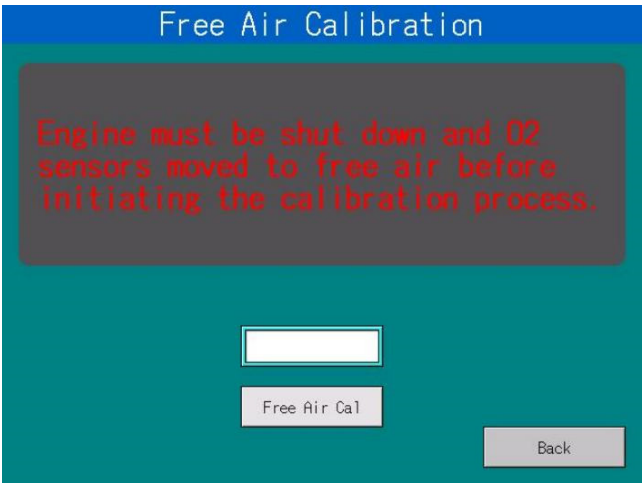 Free Air Calibration
Engine must be shut down and O2
sensors moved to free air before
initiating the calibration process.
Free Air Cal
Back